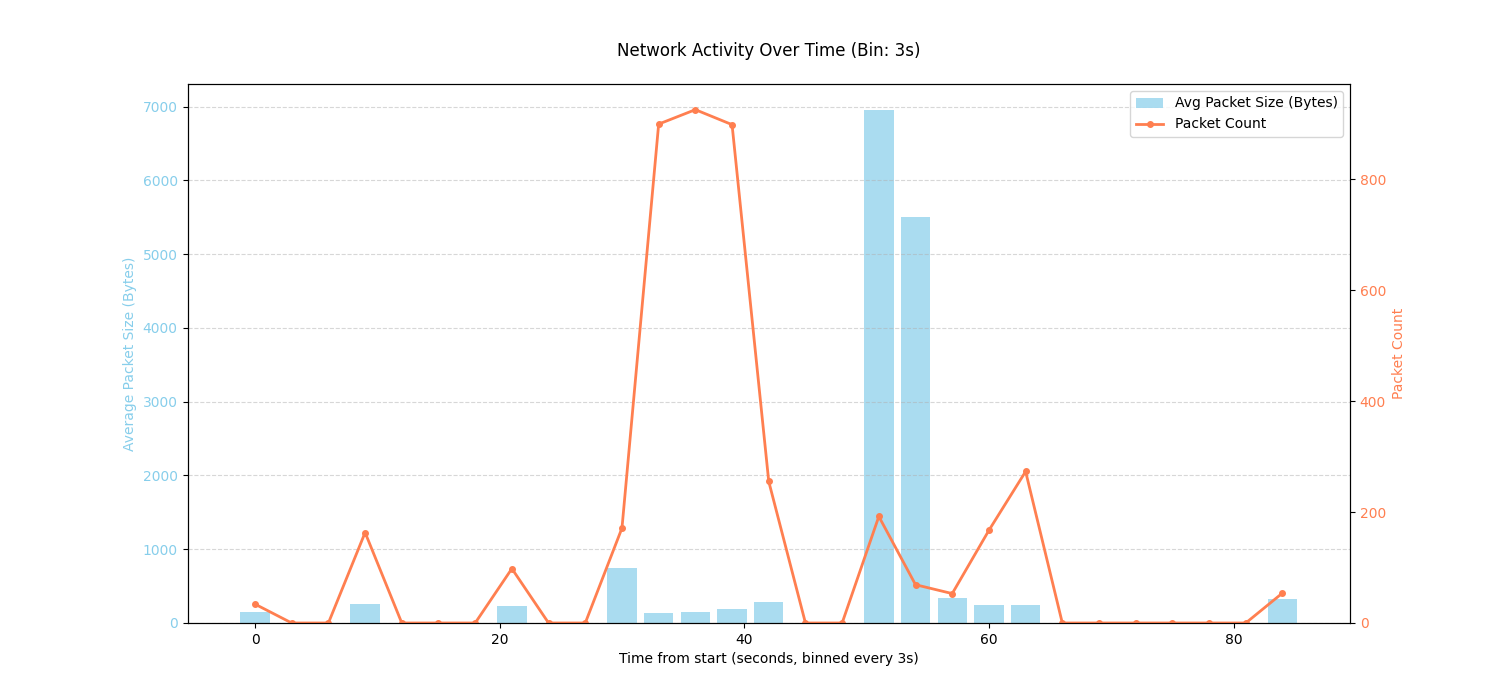 Network Activity Over Time (Bin: 3s)
Avg Packet Size (Bytes)
Packet Count
Average Packet Size (Bytes)
7000
6000
5000
4000
3000
2000
1000
0
800
600
400
200
0
Packet Count
0 20 40 60 80
Time from start (seconds, binned every 3s)